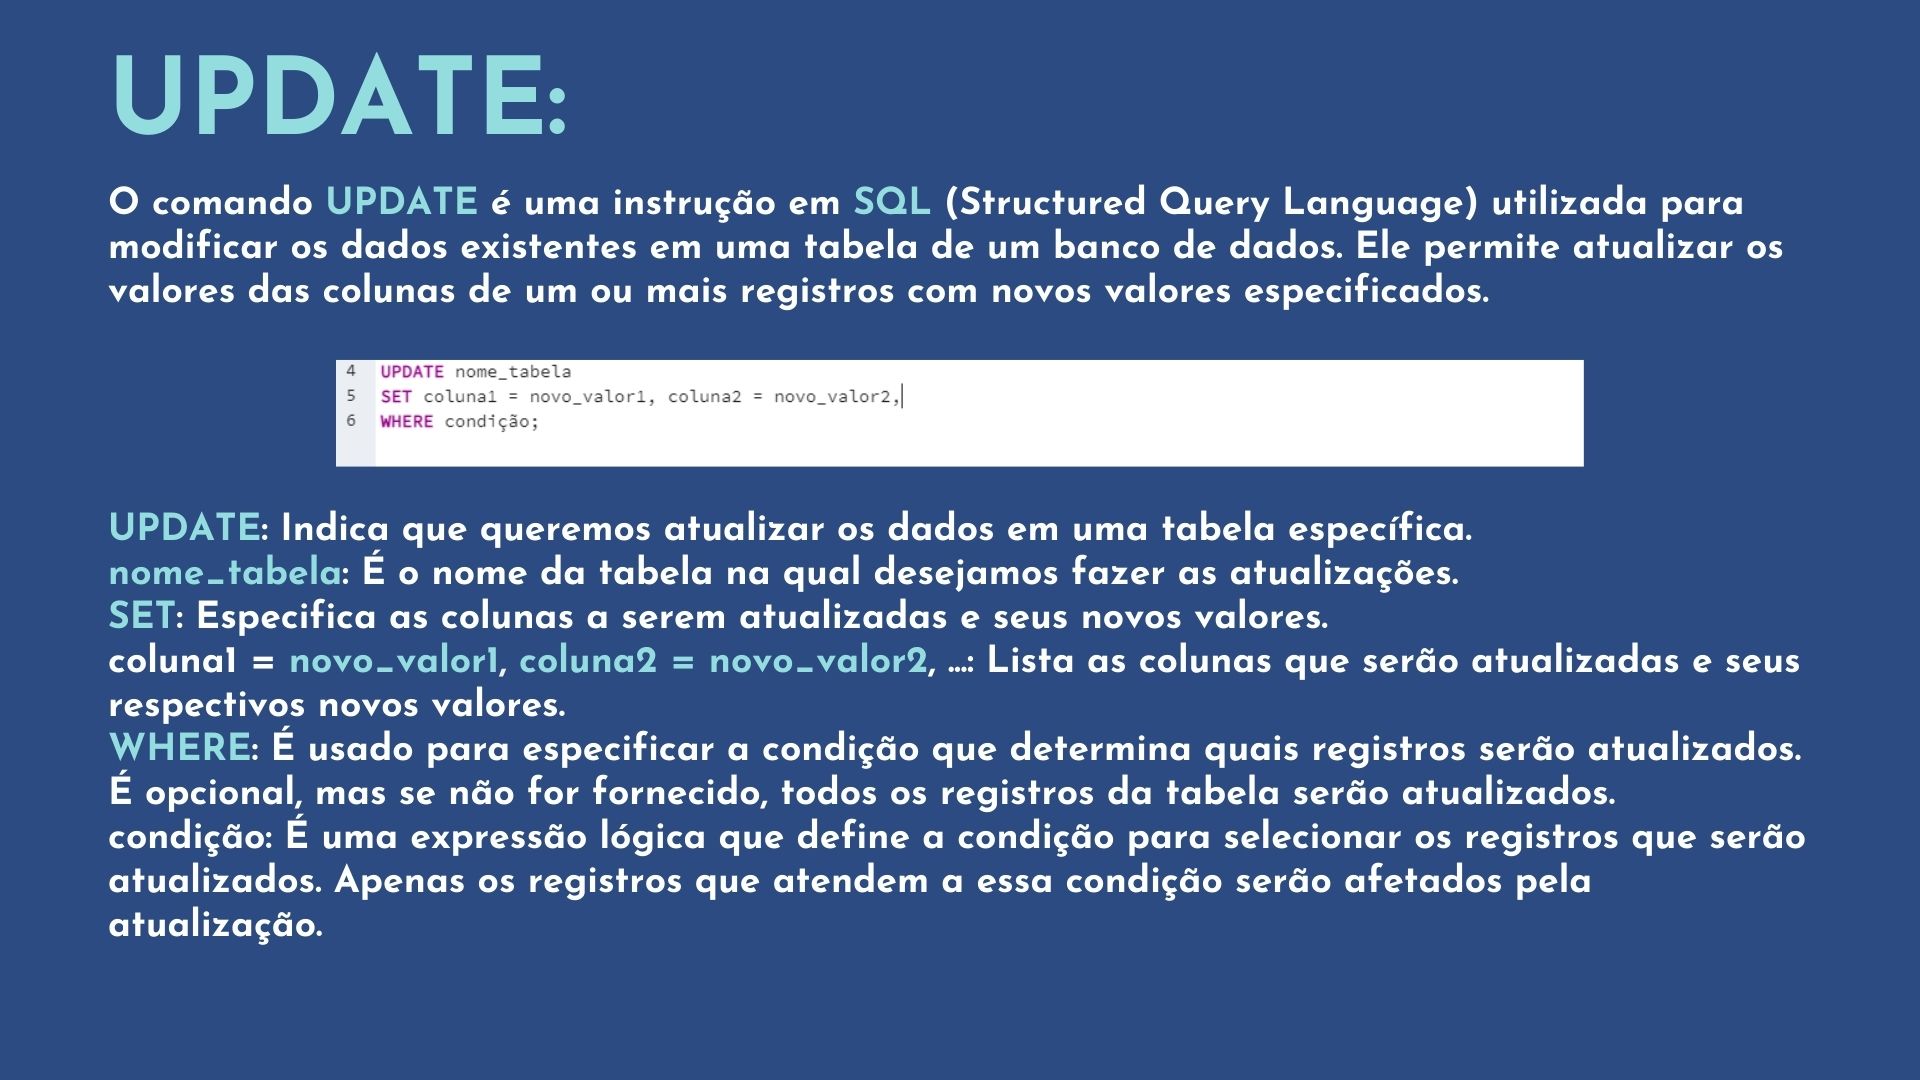 UPDATE:
O comando UPDATE é uma instrução em SQL (Structured Query Language) utilizada para
modificar os dados existentes em uma tabela de um banco de dados. Ele permite atualizar os
valores das colunas de um ou mais registros com novos valores especificados.
4 UPDATE nome_tabela
5 SET coluna1 = novo_valor1, coluna2 = novo_valor2,
6 WHERE condição;
UPDATE: Indica que queremos atualizar os dados em uma tabela específica.
nome_tabela: É o nome da tabela na qual desejamos fazer as atualizações.
SET: Especifica as colunas a serem atualizadas e seus novos valores.
coluna1 = novo_valor1, coluna2 = novo_valor2, ...: Lista as colunas que serão atualizadas e seus
respectivos novos valores.
WHERE: É usado para especificar a condição que determina quais registros serão atualizados.
É opcional, mas se não for fornecido, todos os registros da tabela serão atualizados.
condição: É uma expressão lógica que define a condição para selecionar os registros que serão
atualizados. Apenas os registros que atendem a essa condição serão afetados pela
atualização.